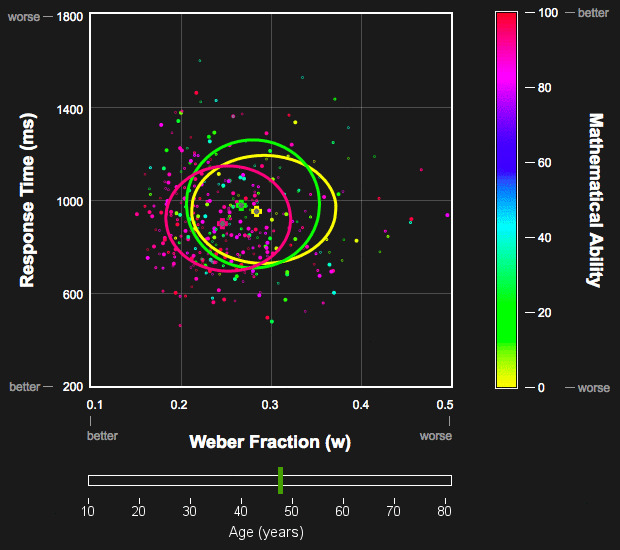 worse
1800
1400
1000
600
better
200
Response Time (ms)
0.1
0.2
0.3
0.4
0.5
better
worse
Weber Fraction (w)
100
better
80
60
40
20
0
worse
Mathematical Ability
10
20
30
40
50
60
70
80
Age (years)